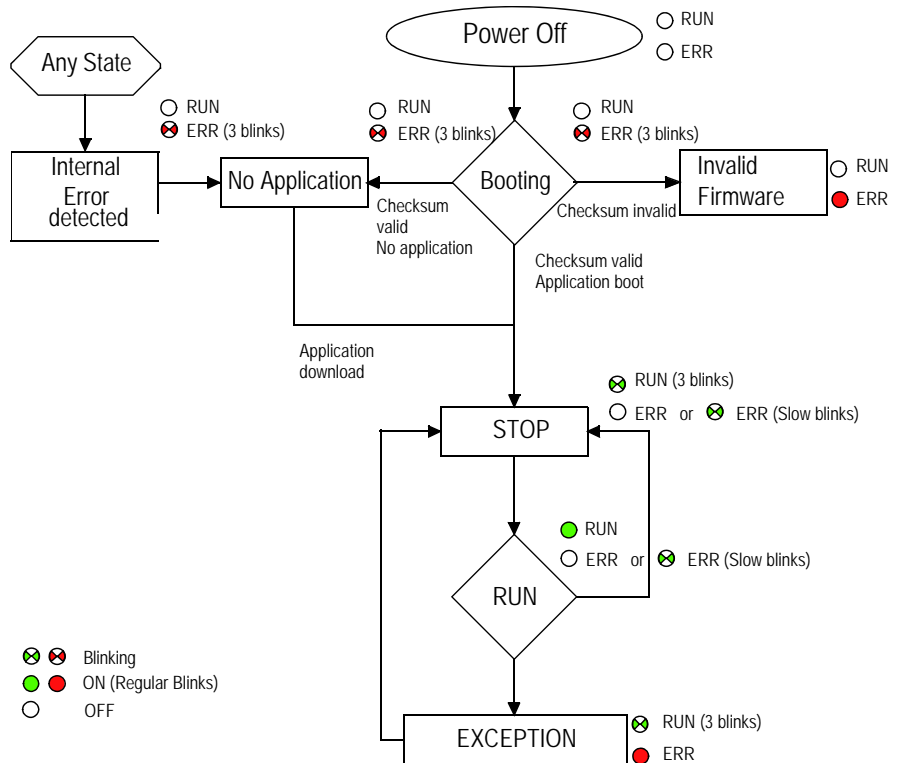 Power Off
RUN
ERR
Any State
RUN
ERR (3 blinks)
RUN
ERR (3 blinks)
RUN
ERR (3 blinks)
Internal
Error
detected
No Application
Booting
Invalid
Firmware
RUN
ERR
Checksum
valid
No application
Checksum invalid
Checksum valid
Application boot
Application
download
RUN (3 blinks)
ERR or ERR (Slow blinks)
STOP
RUN
ERR or ERR (Slow blinks)
RUN
Blinking
ON (Regular Blinks)
OFF
EXCEPTION
RUN (3 blinks)
ERR